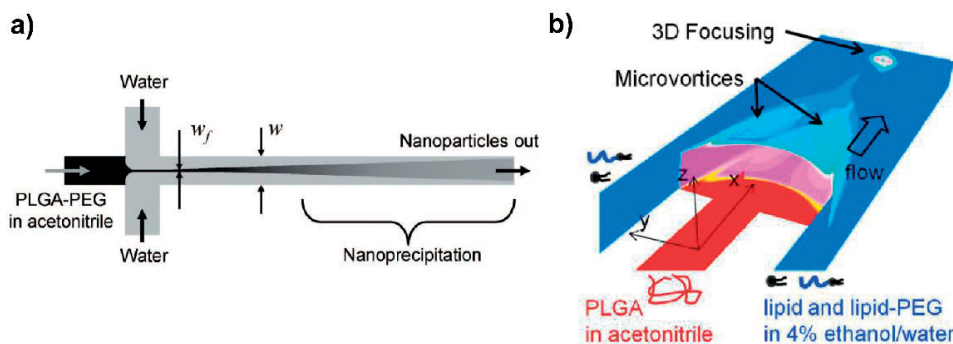 a)
Water
w_f
w
Nanoparticles out
PLGA-PEG
in acetonitrile
Water
Nanoprecipitation
b)
3D Focusing
Microvortices
flow
z
x
y
PLGA
in acetonitrile
lipid and lipid-PEG
in 4% ethanol/water